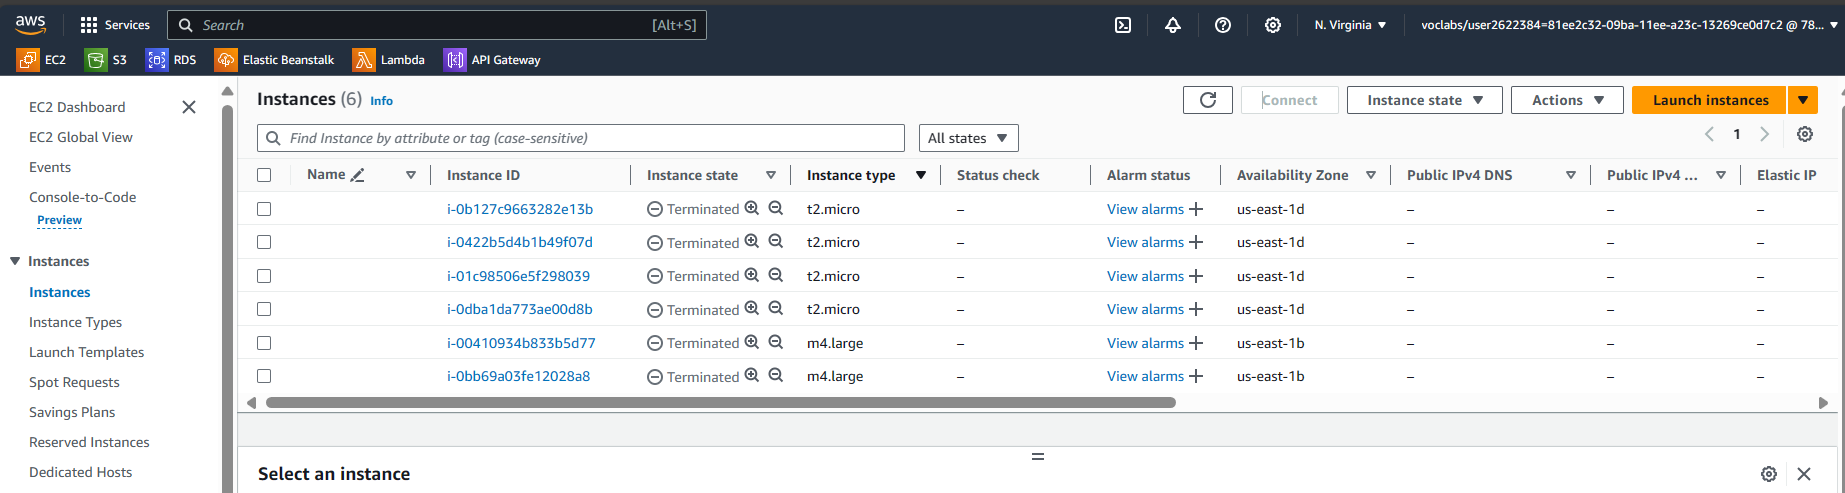 aws Services Search [Alt+S] N. Virginia voclabs/user2622384=81ee2c32-09ba-11ee-a23c-13269ce0d7c2 @ 78...
EC2 S3 RDS Elastic Beanstalk Lambda API Gateway
EC2 Dashboard
EC2 Global View
Events
Console-to-Code
Preview
Instances
Instances
Instance Types
Launch Templates
Spot Requests
Savings Plans
Reserved Instances
Dedicated Hosts
Instances (6) Info Connect Instance state Actions Launch instances
Find Instance by attribute or tag (case-sensitive) All states 1
Name Instance ID Instance state Instance type Status check Alarm status Availability Zone Public IPv4 DNS Public IPv4 ... Elastic IP
i-0b127c9663282e13b Terminated t2.micro – View alarms + us-east-1d – – –
i-0422b5d4b1b49f07d Terminated t2.micro – View alarms + us-east-1d – – –
i-01c98506e5f298039 Terminated t2.micro – View alarms + us-east-1d – – –
i-0dba1da773ae00d8b Terminated t2.micro – View alarms + us-east-1d – – –
i-00410934b833b5d77 Terminated m4.large – View alarms + us-east-1b – – –
i-0bb69a03fe12028a8 Terminated m4.large – View alarms + us-east-1b – – –
Select an instance